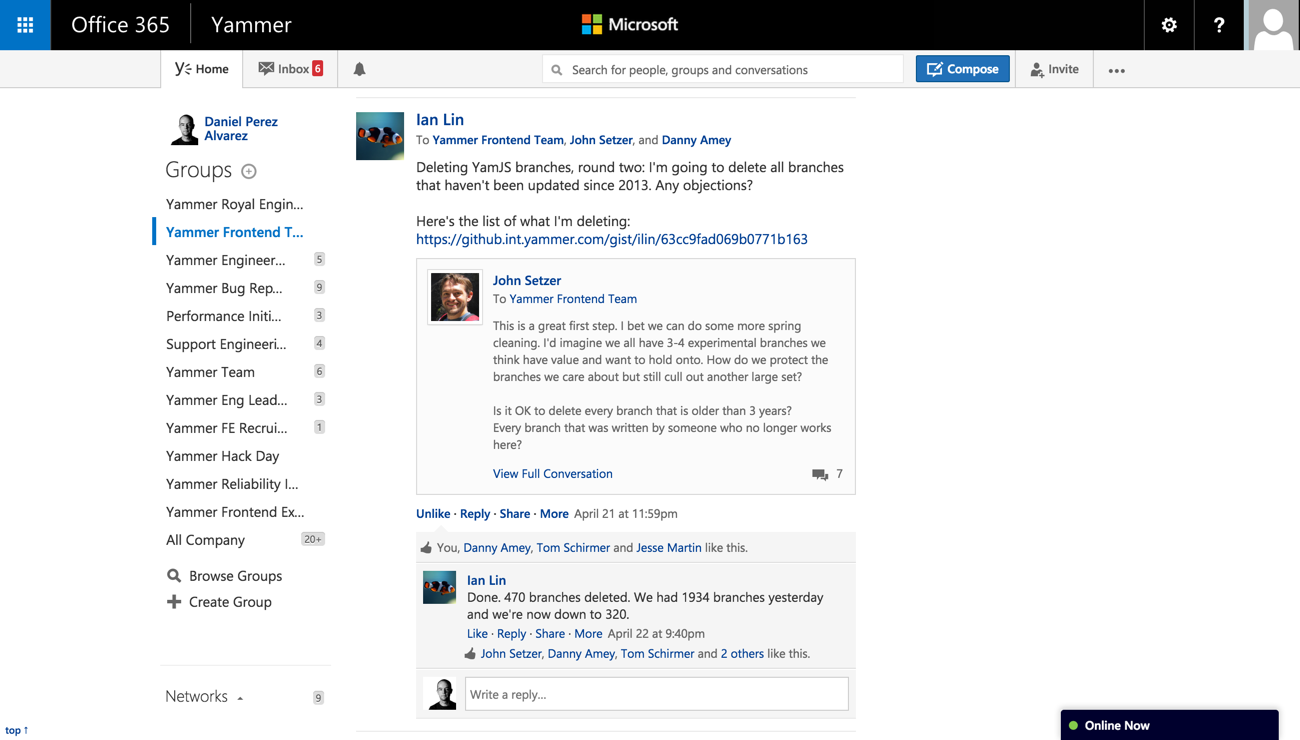 Office 365
Yammer
Microsoft
?
Home
Inbox 6
Search for people, groups and conversations
Compose
Invite
Daniel Perez
Alvarez
Groups
Yammer Royal Engin...
Yammer Frontend T...
Yammer Engineer... 5
Yammer Bug Rep... 9
Performance Initi... 3
Support Engineeri... 4
Yammer Team 6
Yammer Eng Lead... 3
Yammer FE Recrui... 1
Yammer Hack Day
Yammer Reliability I...
Yammer Frontend Ex...
All Company 20+
Browse Groups
Create Group
Networks 9
top ↑
Ian Lin
To Yammer Frontend Team, John Setzer, and Danny Amey
Deleting YamJS branches, round two: I'm going to delete all branches
that haven't been updated since 2013. Any objections?
Here's the list of what I'm deleting:
https://github.int.yammer.com/gist/ilin/63cc9fad069b0771b163
John Setzer
To Yammer Frontend Team
This is a great first step. I bet we can do some more spring
cleaning. I'd imagine we all have 3-4 experimental branches we
think have value and want to hold onto. How do we protect the
branches we care about but still cull out another large set?
Is it OK to delete every branch that is older than 3 years?
Every branch that was written by someone who no longer works
here?
View Full Conversation 7
Unlike · Reply · Share · More April 21 at 11:59pm
You, Danny Amey, Tom Schirmer and Jesse Martin like this.
Ian Lin
Done. 470 branches deleted. We had 1934 branches yesterday
and we're now down to 320.
Like · Reply · Share · More April 22 at 9:40pm
John Setzer, Danny Amey, Tom Schirmer and 2 others like this.
Write a reply...
Online Now